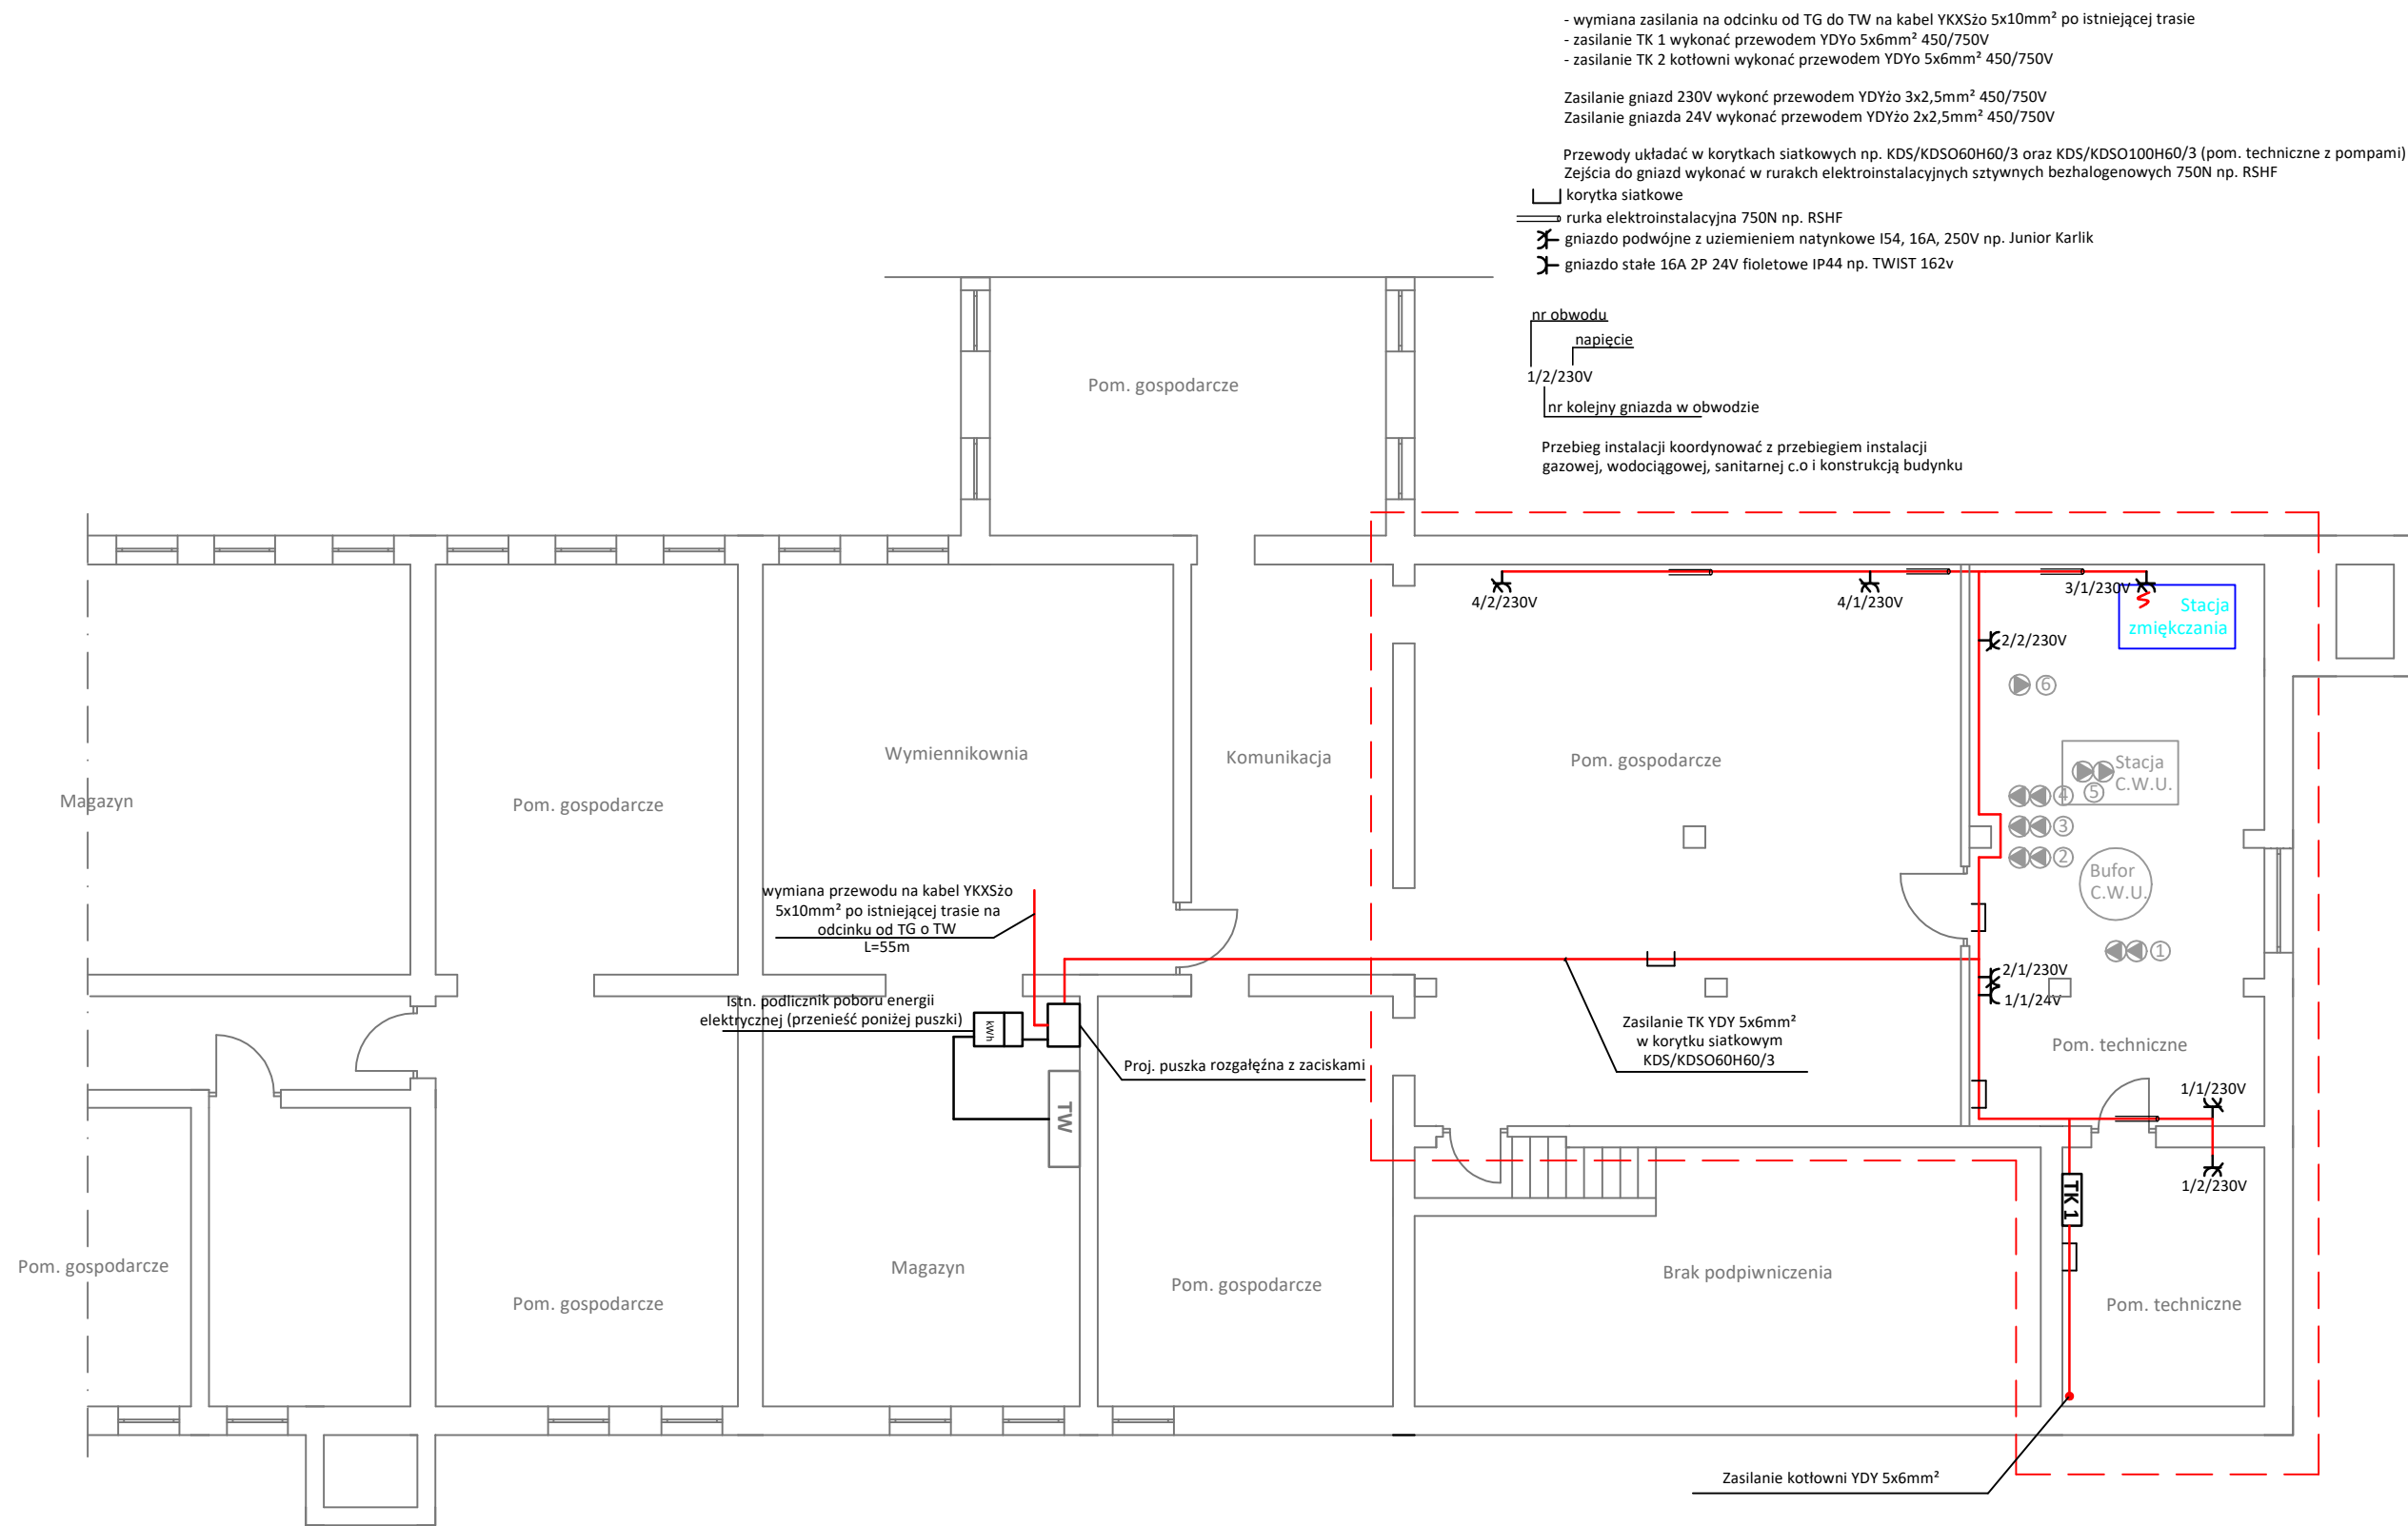 - wymiana zasilania na odcinku od TG do TW na kabel YKXSżo 5x10mm² po istniejącej trasie
- zasilanie TK 1 wykonać przewodem YDYo 5x6mm² 450/750V
- zasilanie TK 2 kotłowni wykonać przewodem YDYo 5x6mm² 450/750V
Zasilanie gniazd 230V wykonć przewodem YDYżo 3x2,5mm² 450/750V
Zasilanie gniazda 24V wykonać przewodem YDYżo 2x2,5mm² 450/750V
Przewody układać w korytkach siatkowych np. KDS/KDSO60H60/3 oraz KDS/KDSO100H60/3 (pom. techniczne z pompami)
Zejścia do gniazd wykonać w rurakch elektroinstalacyjnych sztywnych bezhalogenowych 750N np. RSHF
korytka siatkowe
rurka elektroinstalacyjna 750N np. RSHF
gniazdo podwójne z uziemieniem natynkowe I54, 16A, 250V np. Junior Karlik
gniazdo stałe 16A 2P 24V fioletowe IP44 np. TWIST 162v
nr obwodu
napięcie
1/2/230V
nr kolejny gniazda w obwodzie
Przebieg instalacji koordynować z przebiegiem instalacji
gazowej, wodociągowej, sanitarnej c.o i konstrukcją budynku
Pom. gospodarcze
4/2/230V
4/1/230V
3/1/230V
Stacja
zmiękczania
2/2/230V
6
Wymiennikownia
Komunikacja
Pom. gospodarcze
Stacja
C.W.U.
5
4
3
2
Magazyn
Pom. gospodarcze
Bufor
C.W.U.
1
wymiana przewodu na kabel YKXSżo
5x10mm² po istniejącej trasie na
odcinku od TG o TW
L=55m
2/1/230V
1/1/24V
Istn. podlicznik poboru energii
elektrycznej (przenieść poniżej puszki)
kWh
Zasilanie TK YDY 5x6mm²
w korytku siatkowym
KDS/KDSO60H60/3
Pom. techniczne
Proj. puszka rozgałęźna z zaciskami
1/1/230V
TW
1/2/230V
TK 1
Pom. gospodarcze
Magazyn
Pom. gospodarcze
Brak podpiwniczenia
Pom. gospodarcze
Pom. techniczne
Zasilanie kotłowni YDY 5x6mm²